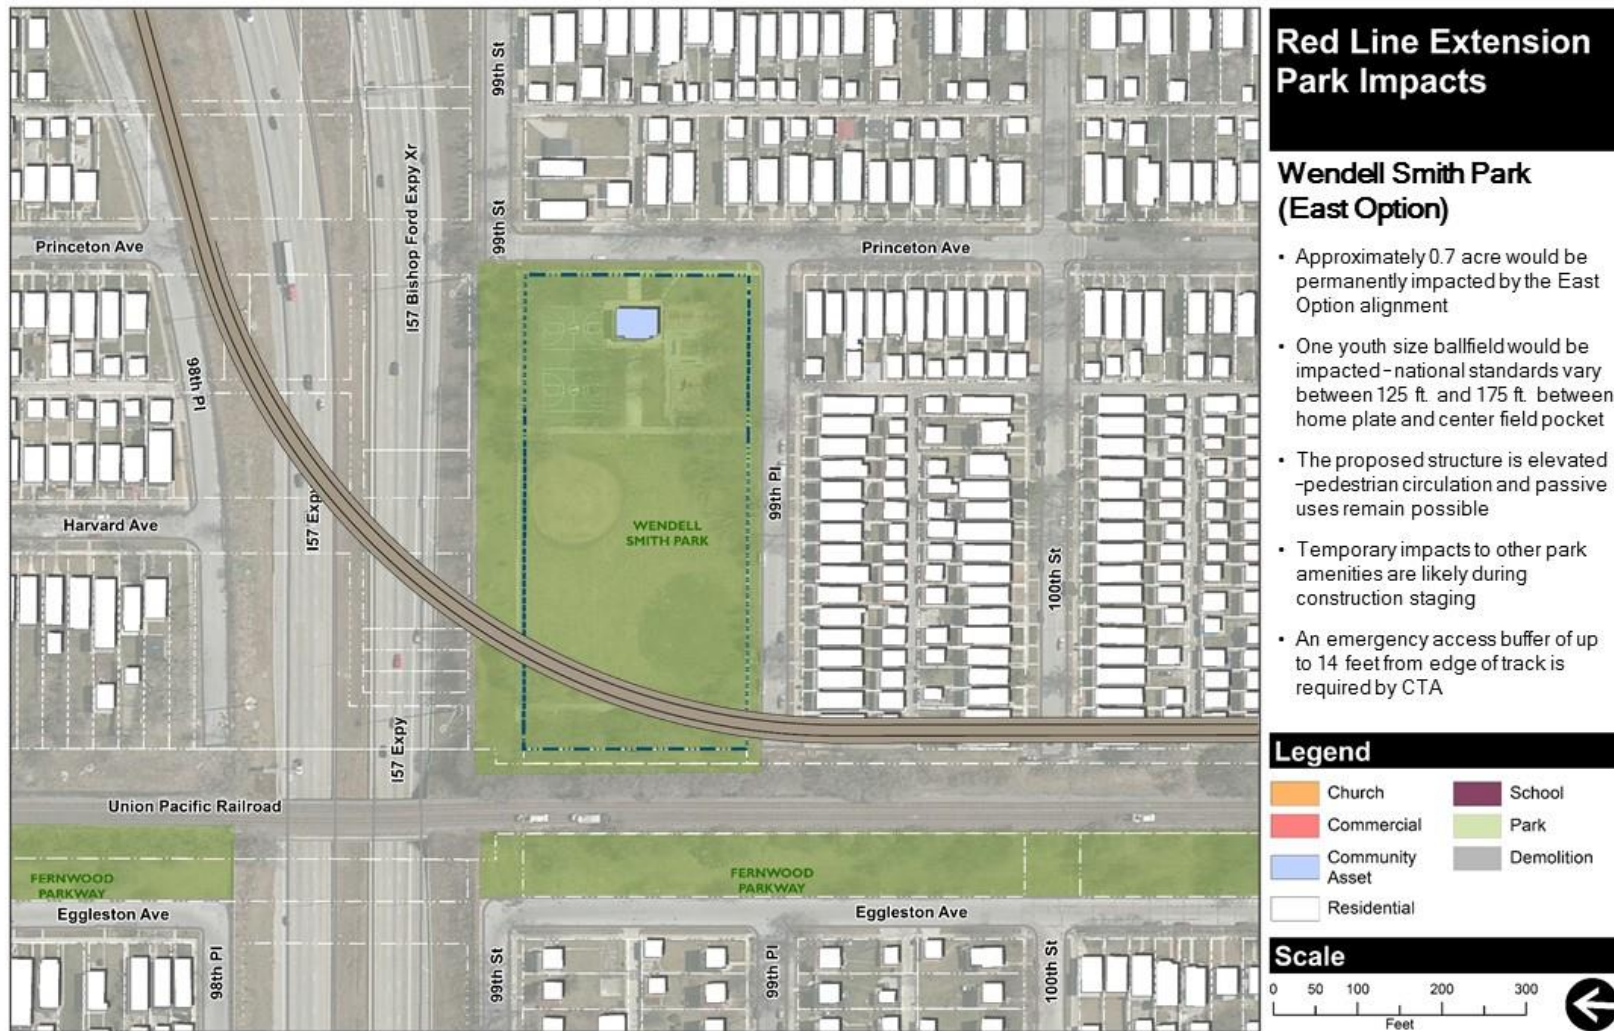 Red Line Extension
Park Impacts
Wendell Smith Park
(East Option)
• Approximately 0.7 acre would be
permanently impacted by the East
Option alignment
• One youth size ballfield would be
impacted – national standards vary
between 125 ft. and 175 ft. between
home plate and center field pocket
• The proposed structure is elevated
–pedestrian circulation and passive
uses remain possible
• Temporary impacts to other park
amenities are likely during
construction staging
• An emergency access buffer of up
to 14 feet from edge of track is
required by CTA
Legend
Church
School
Commercial
Park
Community
Asset
Demolition
Residential
Scale
0 50 100 200 300
Feet
99th St
99th St
I57 Bishop Ford Expy Xr
Princeton Ave
Princeton Ave
98th Pl
Harvard Ave
I57 Expy
WENDELL
SMITH PARK
99th Pl
100th St
I57 Expy
Union Pacific Railroad
FERNWOOD
PARKWAY
FERNWOOD
PARKWAY
Eggleston Ave
Eggleston Ave
98th Pl
99th St
99th Pl
100th St